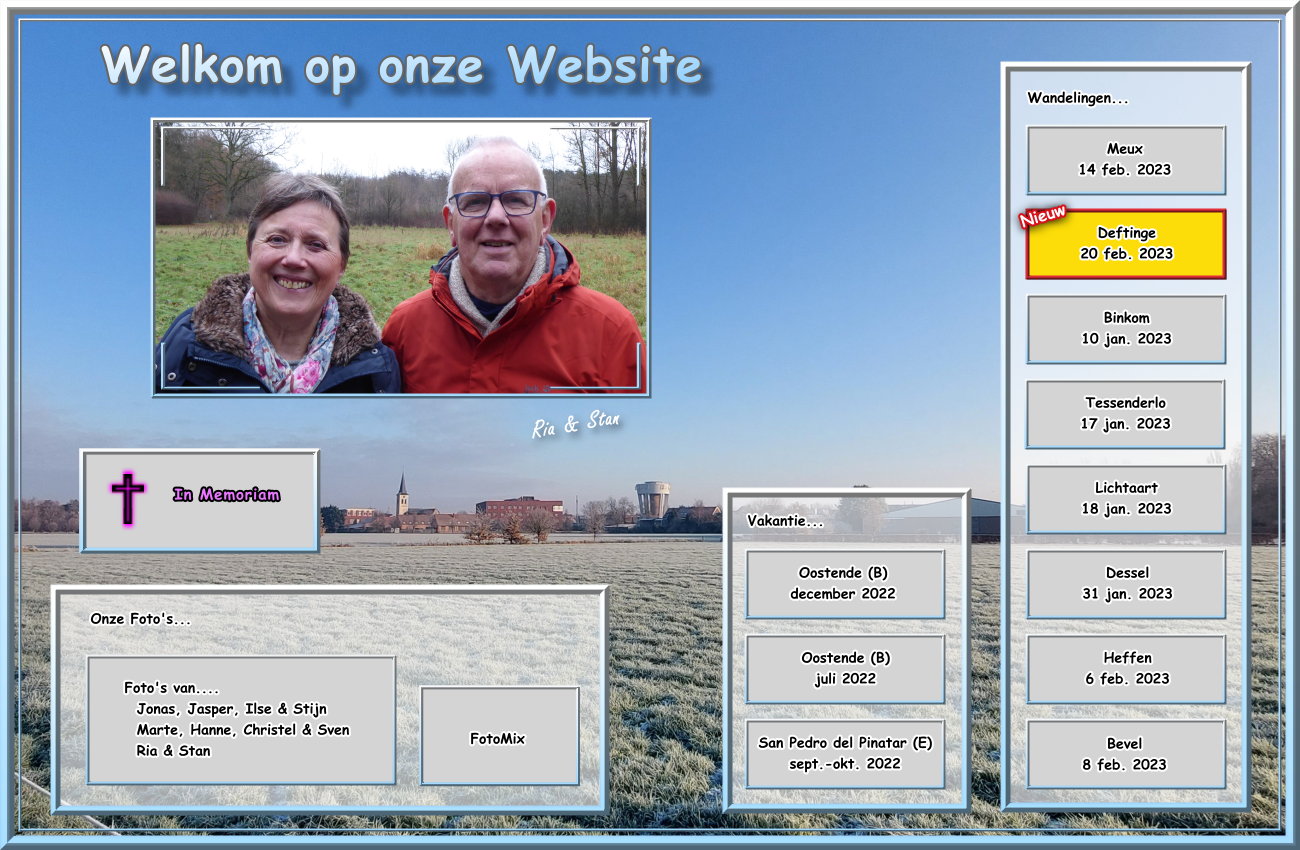 Welkom op onze Website
Ria & Stan
In Memoriam
Onze Foto's...
Foto's van....
Jonas, Jasper, Ilse & Stijn
Marte, Hanne, Christel & Sven
Ria & Stan
FotoMix
Vakantie...
Oostende (B)
december 2022
Oostende (B)
juli 2022
San Pedro del Pinatar (E)
sept.-okt. 2022
Wandelingen...
Meux
14 feb. 2023
Nieuw
Deftinge
20 feb. 2023
Binkom
10 jan. 2023
Tessenderlo
17 jan. 2023
Lichtaart
18 jan. 2023
Dessel
31 jan. 2023
Heffen
6 feb. 2023
Bevel
8 feb. 2023